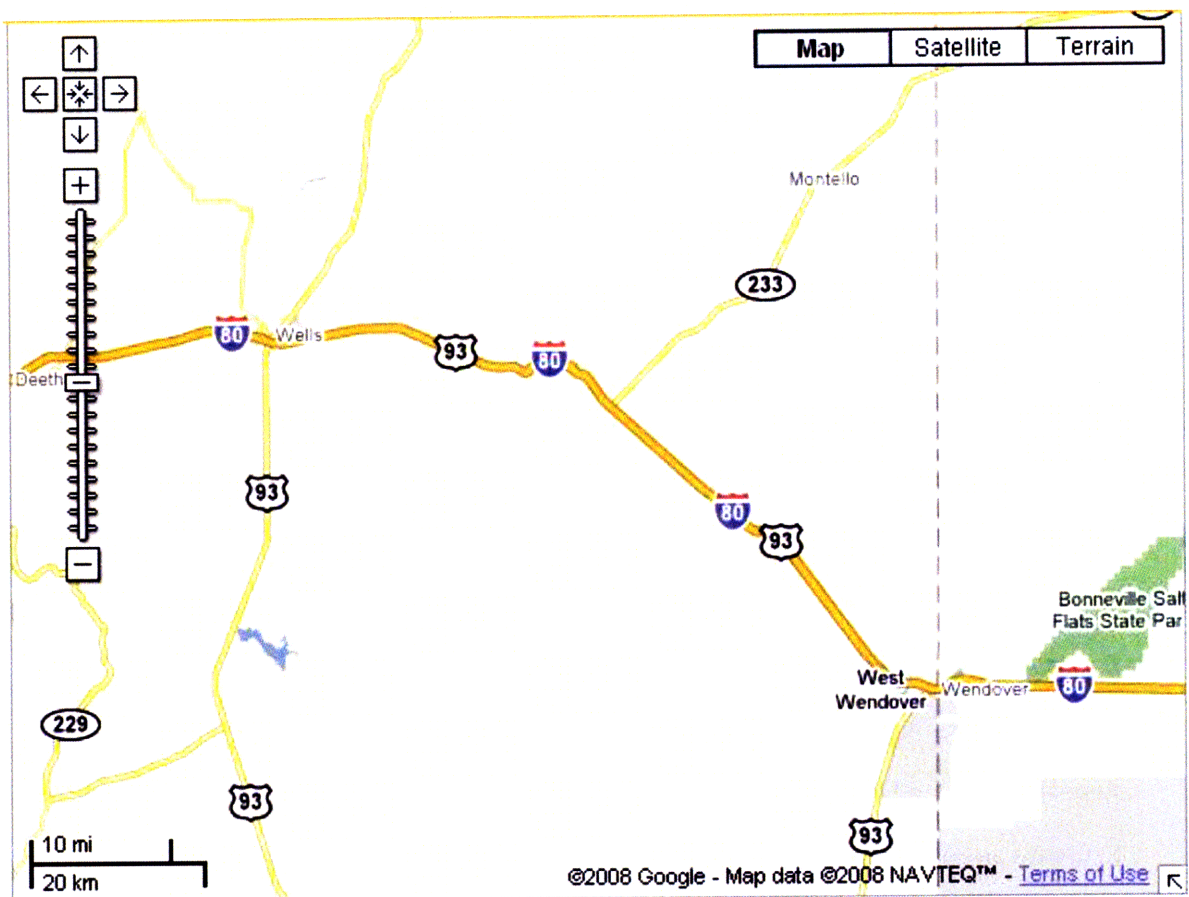 Map
Satellite
Terrain
Montello
233
80
Wells
93
80
Deeth
93
80
93
Bonneville Salt
Flats State Par
West
Wendover
Wendover
80
229
93
93
10 mi
20 km
©2008 Google - Map data ©2008 NAVTEQ™ - Terms of Use